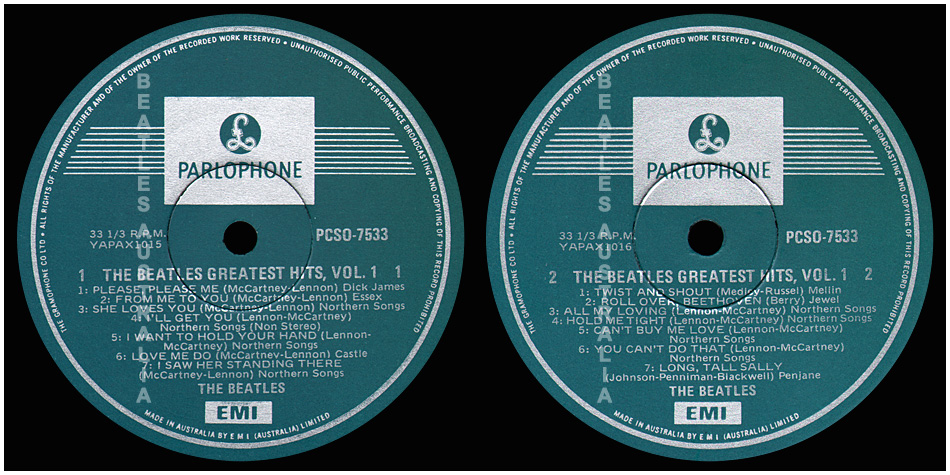 THE GRAMOPHONE CO LTD • ALL RIGHTS OF THE MANUFACTURER AND OF THE OWNER OF THE RECORDED WORK RESERVED • UNAUTHORISED PUBLIC PERFORMANCE BROADCASTING AND COPYING OF THIS RECORD PROHIBITED
BEATLES AUSTRALIA
£
PARLOPHONE
33 1/3 R.P.M.
YAPAX1015
PCSO-7533
1 THE BEATLES GREATEST HITS, VOL. 1 1
1: PLEASE, PLEASE ME (McCartney-Lennon) Dick James
2: FROM ME TO YOU (McCartney-Lennon) Essex
3: SHE LOVES YOU (McCartney-Lennon) Northern Songs
4: I'LL GET YOU (Lennon-McCartney)
Northern Songs (Non Stereo)
5: I WANT TO HOLD YOUR HAND (Lennon-
McCartney) Northern Songs
6: LOVE ME DO (McCartney-Lennon) Castle
7: I SAW HER STANDING THERE
(McCartney-Lennon) Northern Songs
THE BEATLES
EMI
MADE IN AUSTRALIA BY E M I (AUSTRALIA) LIMITED
THE GRAMOPHONE CO LTD • ALL RIGHTS OF THE MANUFACTURER AND OF THE OWNER OF THE RECORDED WORK RESERVED • UNAUTHORISED PUBLIC PERFORMANCE BROADCASTING AND COPYING OF THIS RECORD PROHIBITED
BEATLES AUSTRALIA
£
PARLOPHONE
33 1/3 R.P.M.
YAPAX1016
PCSO-7533
2 THE BEATLES GREATEST HITS, VOL. 1 2
1: TWIST AND SHOUT (Medley-Russel) Mellin
2: ROLL OVER, BEETHOVEN (Berry) Jewel
3: ALL MY LOVING (Lennon-McCartney) Northern Songs
4: HOLD ME TIGHT (Lennon-McCartney) Northern Songs
5: CAN'T BUY ME LOVE (Lennon-McCartney)
Northern Songs
6: YOU CAN'T DO THAT (Lennon-McCartney)
Northern Songs
7: LONG, TALL SALLY
(Johnson-Penniman-Blackwell) Penjane
THE BEATLES
EMI
MADE IN AUSTRALIA BY E M I (AUSTRALIA) LIMITED